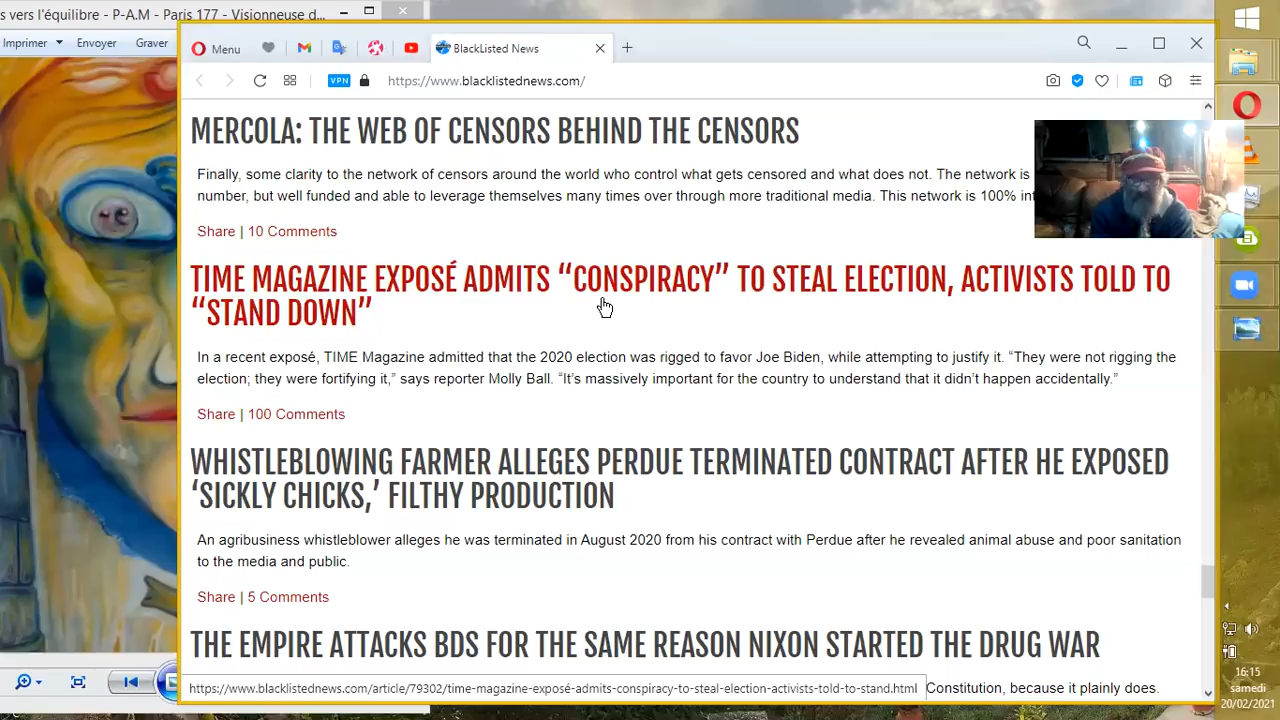 s vers l'équilibre - P-A.M - Paris 177 - Visionneuse d...
Imprimer Envoyer Graver
Menu
BlackListed News
VPN https://www.blacklistednews.com/
MERCOLA: THE WEB OF CENSORS BEHIND THE CENSORS
Finally, some clarity to the network of censors around the world who control what gets censored and what does not. The network is
number, but well funded and able to leverage themselves many times over through more traditional media. This network is 100%
Share | 10 Comments
TIME MAGAZINE EXPOSÉ ADMITS “CONSPIRACY” TO STEAL ELECTION, ACTIVISTS TOLD TO
“STAND DOWN”
In a recent exposé, TIME Magazine admitted that the 2020 election was rigged to favor Joe Biden, while attempting to justify it. “They were not rigging the
election; they were fortifying it,” says reporter Molly Ball. “It’s massively important for the country to understand that it didn’t happen accidentally.”
Share | 100 Comments
WHISTLEBLOWING FARMER ALLEGES PERDUE TERMINATED CONTRACT AFTER HE EXPOSED
‘SICKLY CHICKS,’ FILTHY PRODUCTION
An agribusiness whistleblower alleges he was terminated in August 2020 from his contract with Perdue after he revealed animal abuse and poor sanitation
to the media and public.
Share | 5 Comments
THE EMPIRE ATTACKS BDS FOR THE SAME REASON NIXON STARTED THE DRUG WAR
https://www.blacklistednews.com/article/79302/time-magazine-exposé-admits-conspiracy-to-steal-election-activists-told-to-stand.html Constitution, because it plainly does.
16:15
samedi
20/02/2021